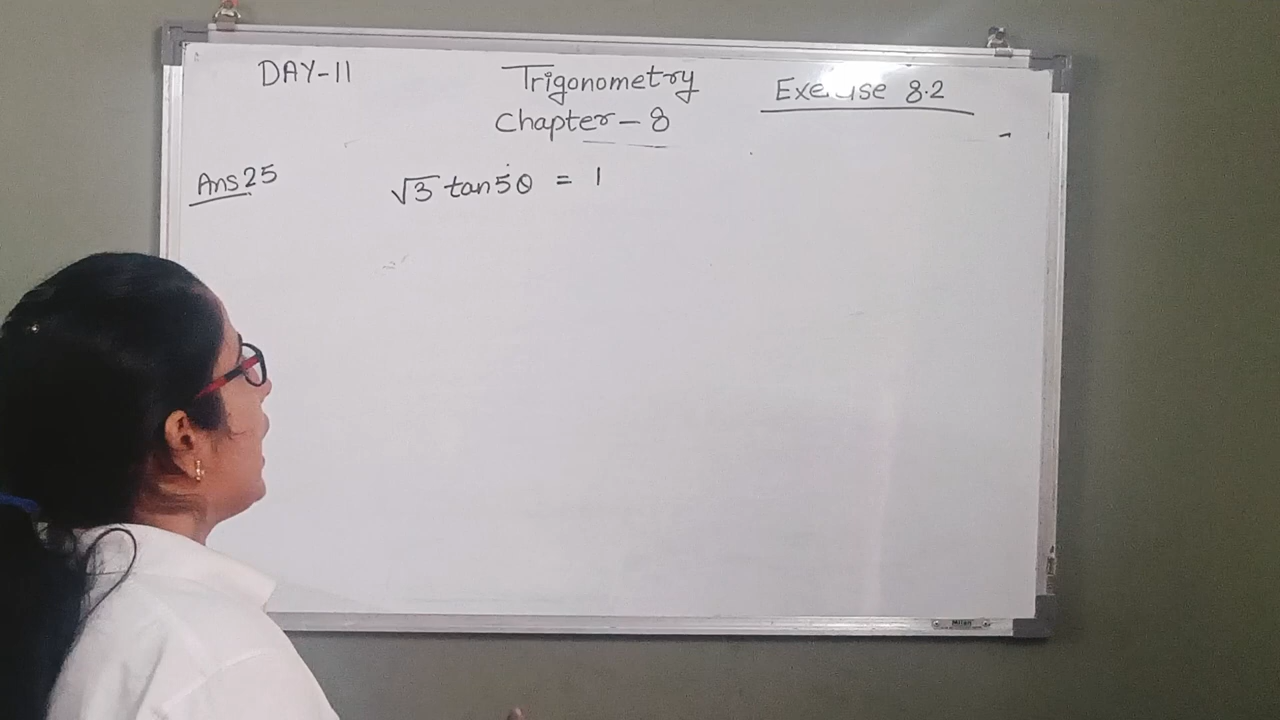 DAY-11
Trigonometry
Chapter-8
Exercise 8.2
Ans 25
√3 tan5θ = 1